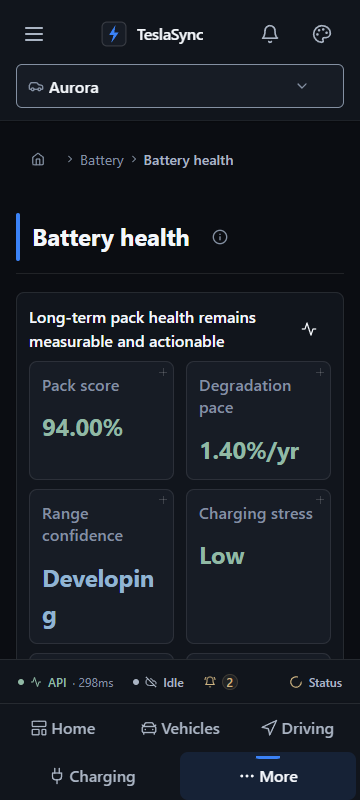 TeslaSync
Aurora
Battery
Battery health
Battery health
Long-term pack health remains
measurable and actionable
Pack score
94.00%
Degradation
pace
1.40%/yr
Range
confidence
Developin
g
Charging stress
Low
API · 298ms
Idle
2
Status
Home
Vehicles
Driving
Charging
More